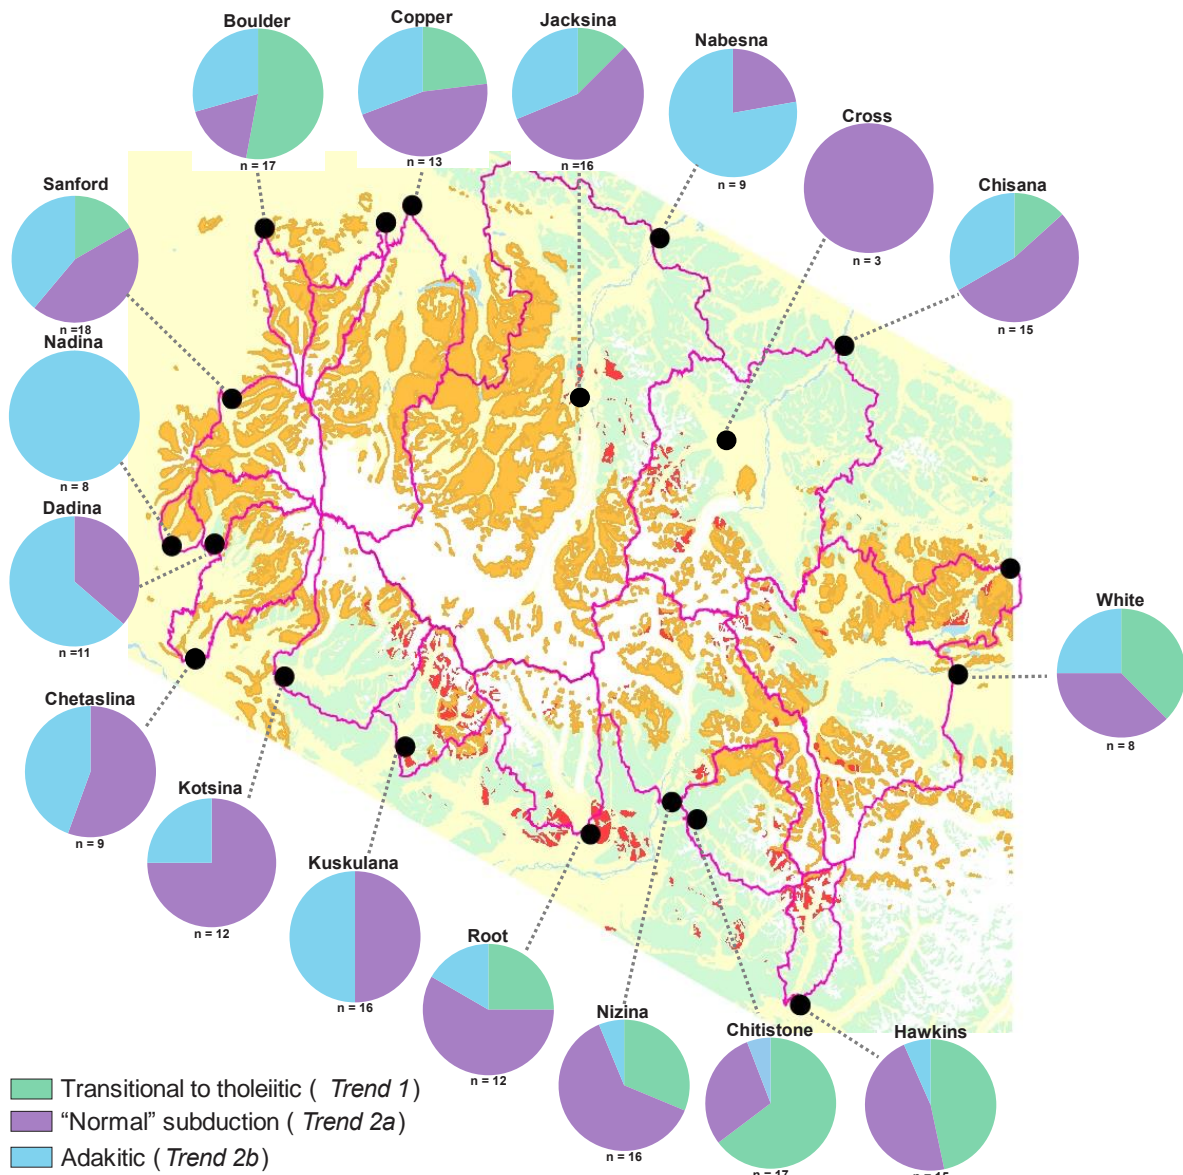 Boulder
n = 17
Copper
n = 13
Jacksina
n =16
Nabesna
n = 9
Cross
n = 3
Chisana
n = 15
Sanford
n =18
Nadina
n = 8
Dadina
n =11
White
n = 8
Chetaslina
n = 9
Kotsina
n = 12
Kuskulana
n = 16
Root
n = 12
Nizina
n = 16
Chitistone
n = 17
Hawkins
n = 15
Transitional to tholeiitic ( Trend 1)
“Normal” subduction ( Trend 2a)
Adakitic ( Trend 2b)